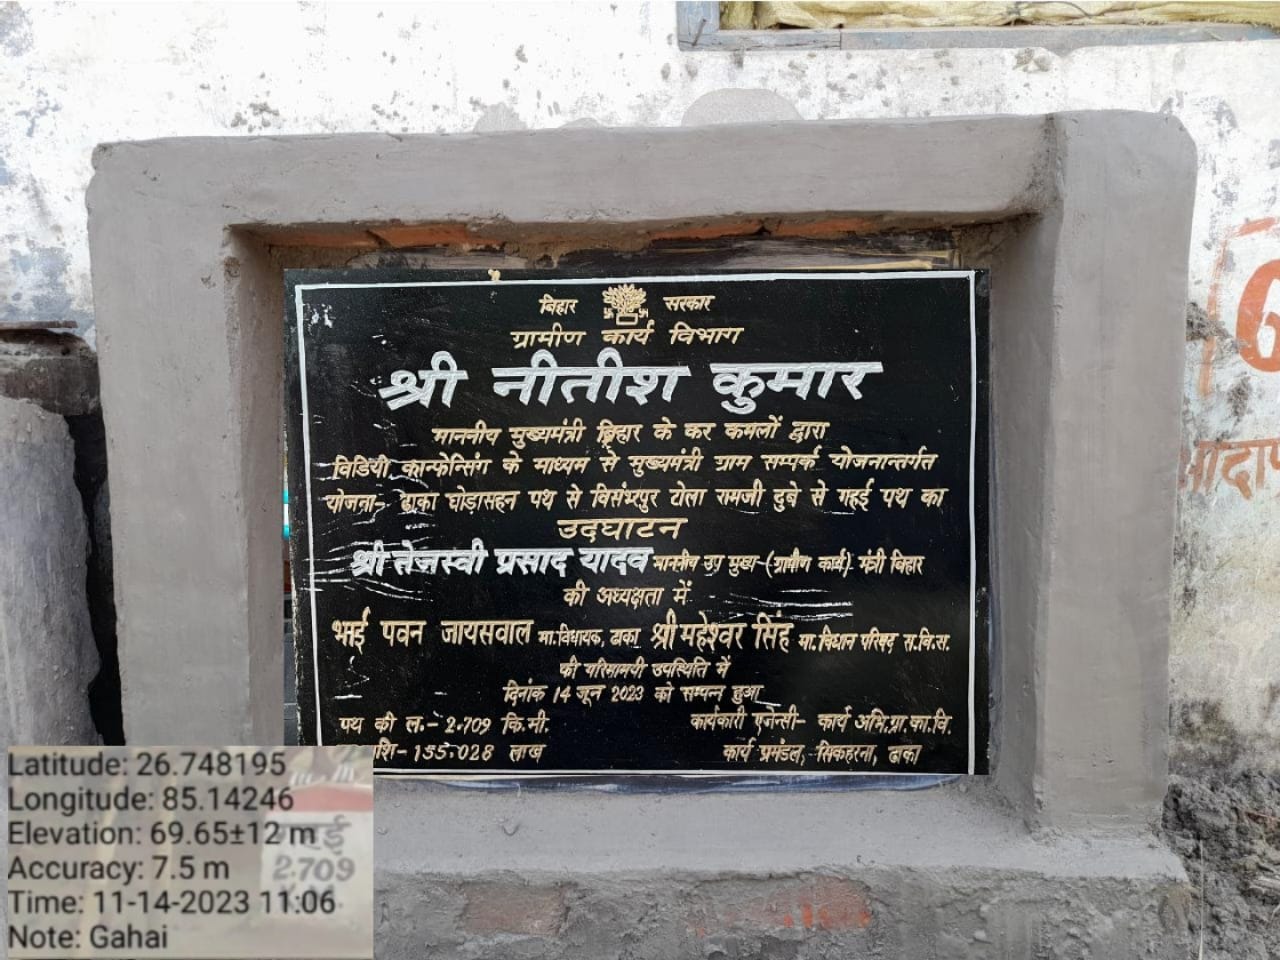 बिहार सरकार
ग्रामीण कार्य विभाग
श्री नीतीश कुमार
माननीय मुख्यमंत्री बिहार के कर कमलों द्वारा
विडियो कान्फेन्सिंग के माध्यम से मुख्यमंत्री ग्राम सम्पर्क योजनान्तर्गत
योजना- ढाका घोड़ासहन पथ से विसंभरपुर टोला रामजी दुबे से गहई पथ का
उदघाटन
श्री तेजस्वी प्रसाद यादव माननीय उप मुख्य-(ग्रामीण कार्य) मंत्री बिहार
की अध्यक्षता में
भाई पवन जायसवाल मा. विधायक, ढाका श्री महेश्वर सिंह मा. विधान परिषद स.वि.स.
की गरिमामयी उपस्थिति में
दिनांक 14 जून 2023 को सम्पन्न हुआ
पथ की ल.- 2.709 कि.मी. कार्यकारी एजेन्सी- कार्य अभि.ग्रा.का.वि.
शि- 155.028 लाख कार्य प्रमंडल, सिकहरना, ढाका
Latitude: 26.748195
Longitude: 85.14246
Elevation: 69.65±12 m
Accuracy: 7.5 m
Time: 11-14-2023 11:06
Note: Gahai
2.709